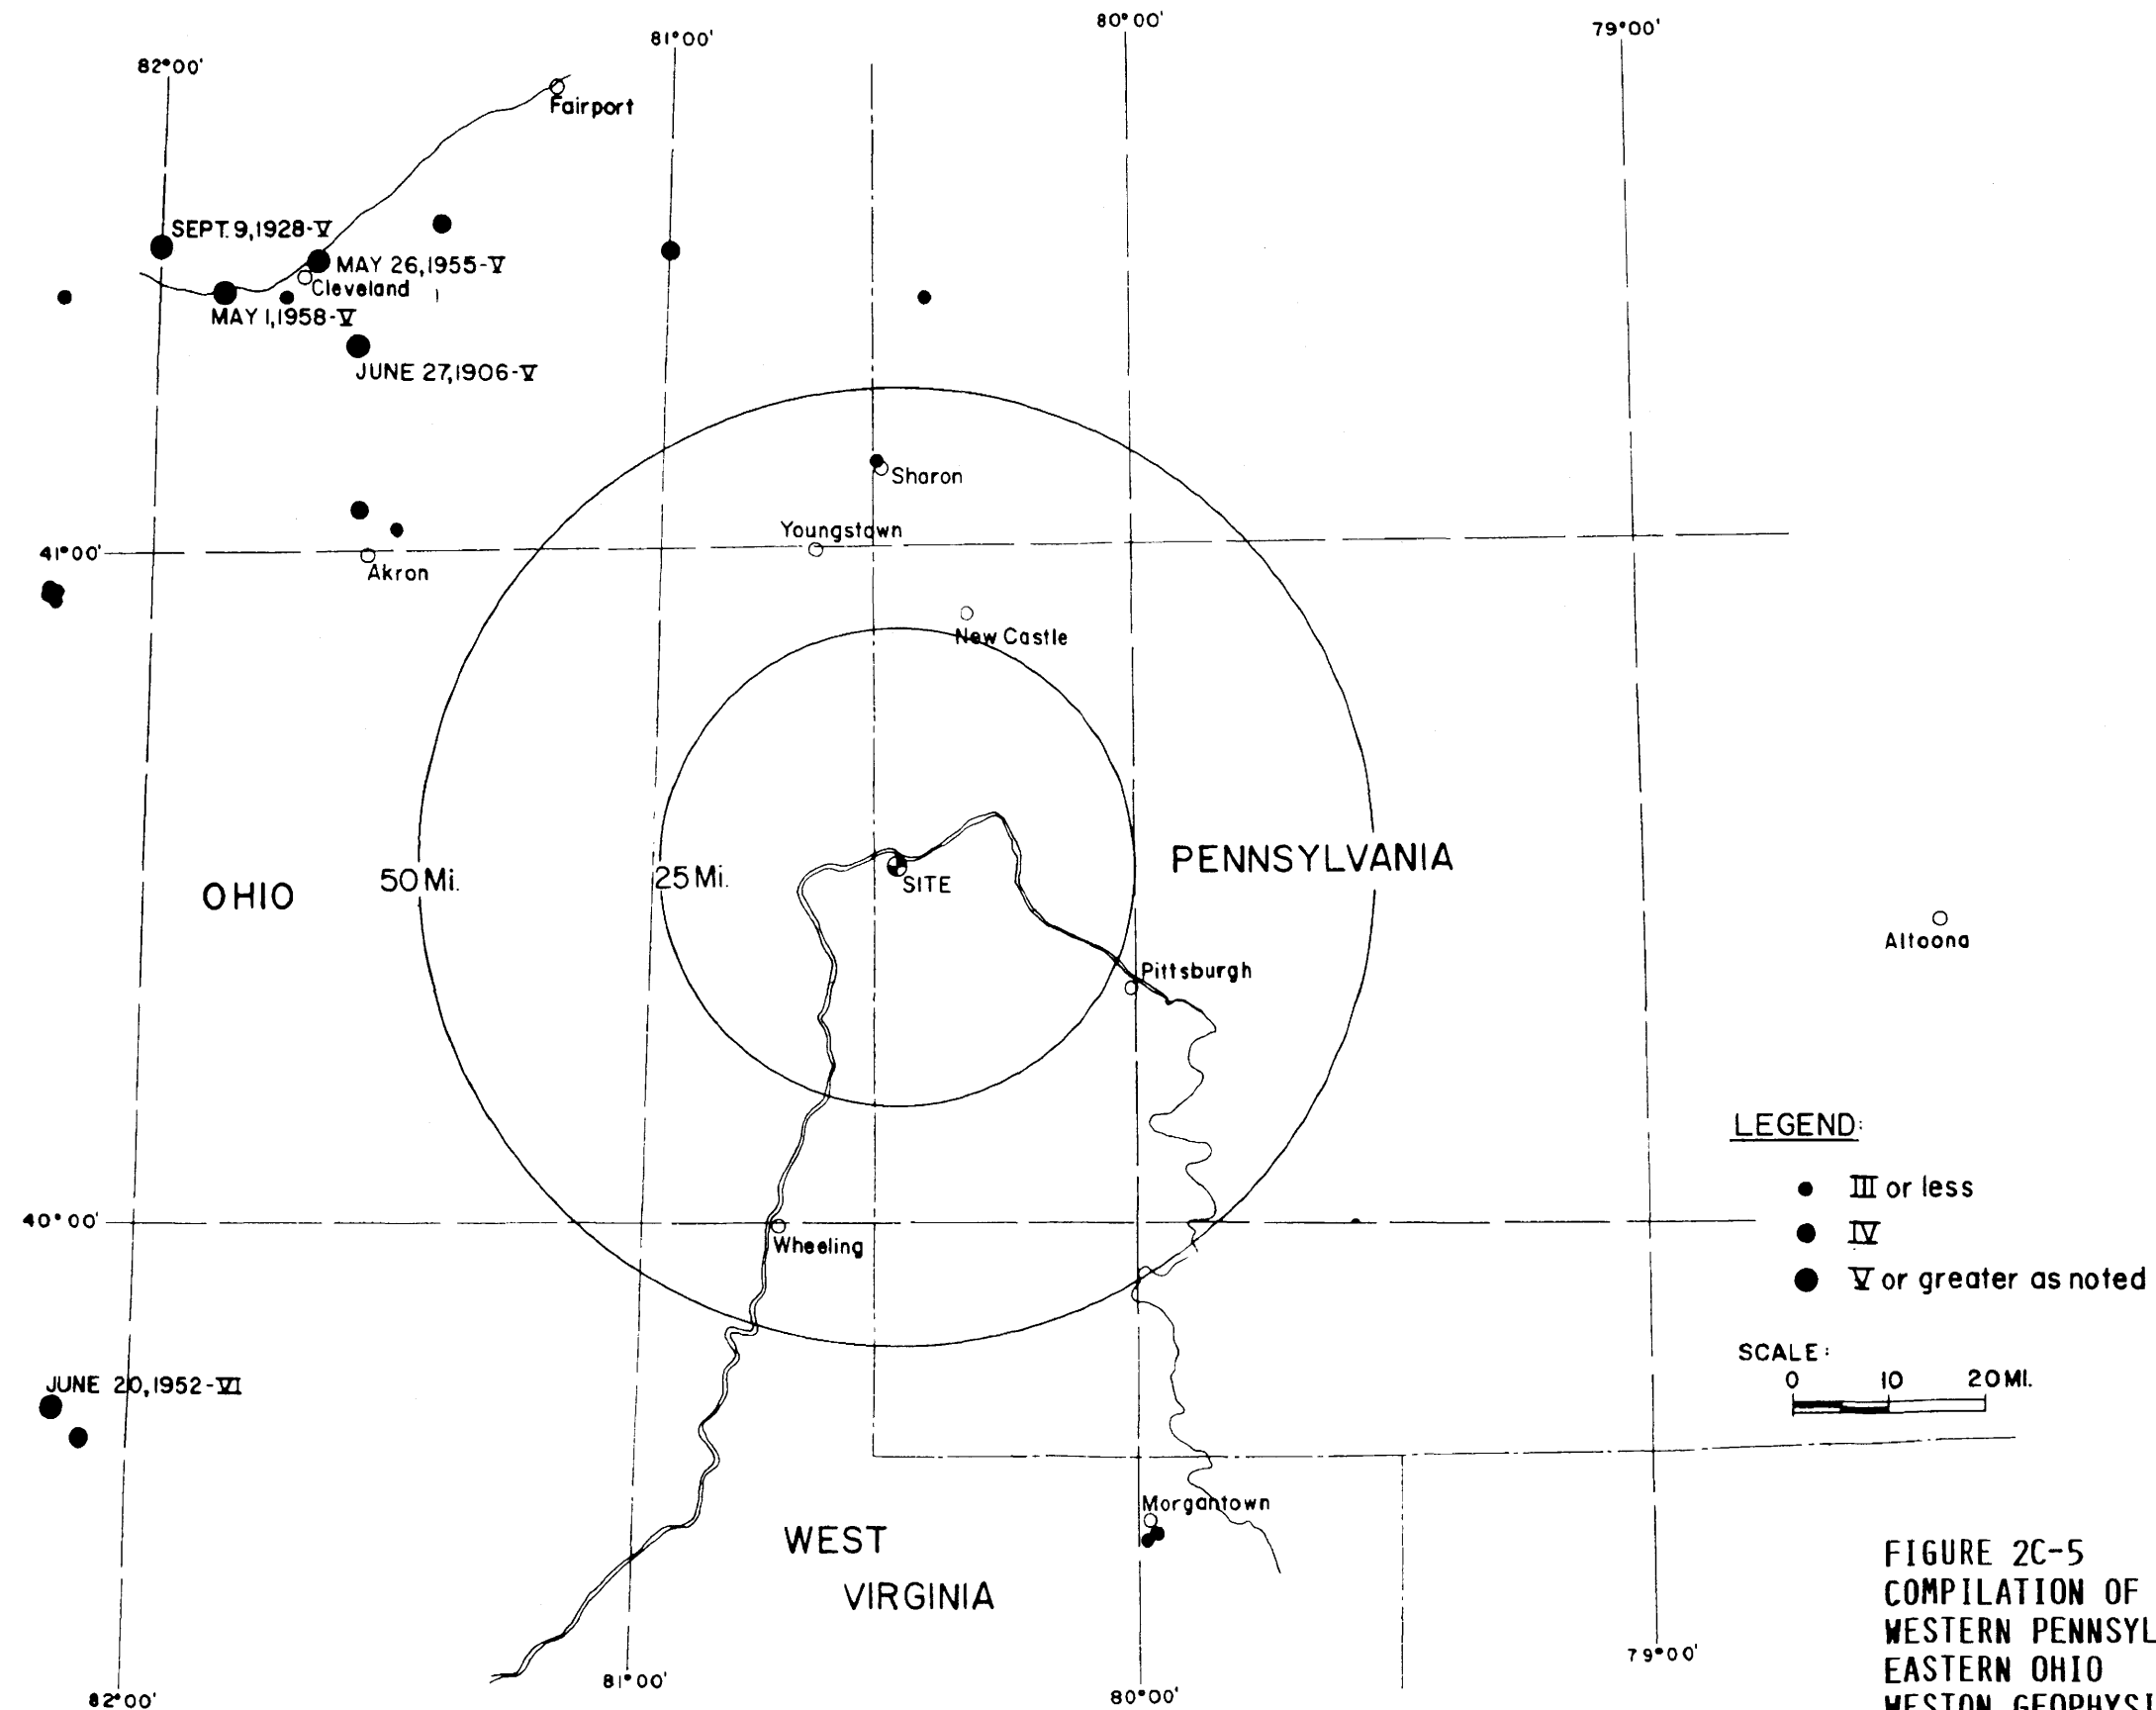 80°00'
79°00'
81°00'
82°00'
Fairport
SEPT. 9,1928-V
MAY 26,1955-V
Cleveland
MAY 1,1958-V
JUNE 27,1906-V
Sharon
Youngstown
41°00'
Akron
New Castle
PENNSYLVANIA
OHIO
50 Mi.
25 Mi.
SITE
Altoona
Pittsburgh
LEGEND:
III or less
IV
V or greater as noted
40°00'
Wheeling
SCALE:
0 10 20 MI.
JUNE 20,1952-VI
Morgantown
WEST
VIRGINIA
FIGURE 2C-5
COMPILATION OF
WESTERN PENNSYL
EASTERN OHIO
WESTON GEOPHYSI
79°00'
81°00'
80°00'
82°00'